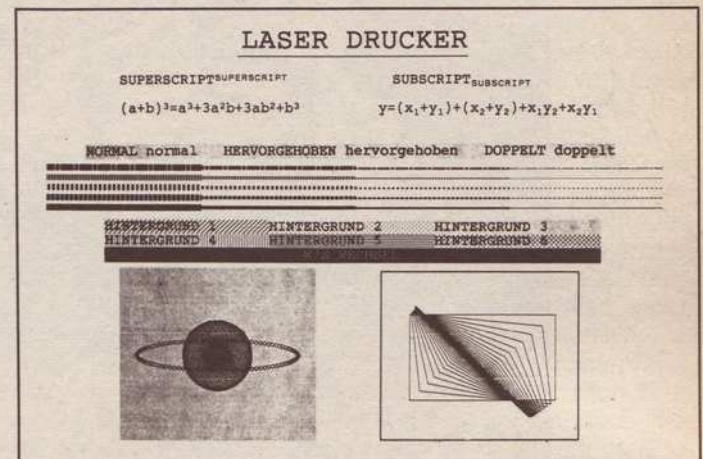 LASER DRUCKER
SUPERSCRIPTSUPERSCRIPT SUBSCRIPTSUBSCRIPT
(a+b)³=a³+3a²b+3ab²+b³ y=(x₁+y₁)+(x₂+y₂)+x₁y₂+x₂y₁
NORMAL normal HERVORGEHOBEN hervorgehoben DOPPELT doppelt
HINTERGRUND 1 HINTERGRUND 2 HINTERGRUND 3
HINTERGRUND 4 HINTERGRUND 5 HINTERGRUND 6